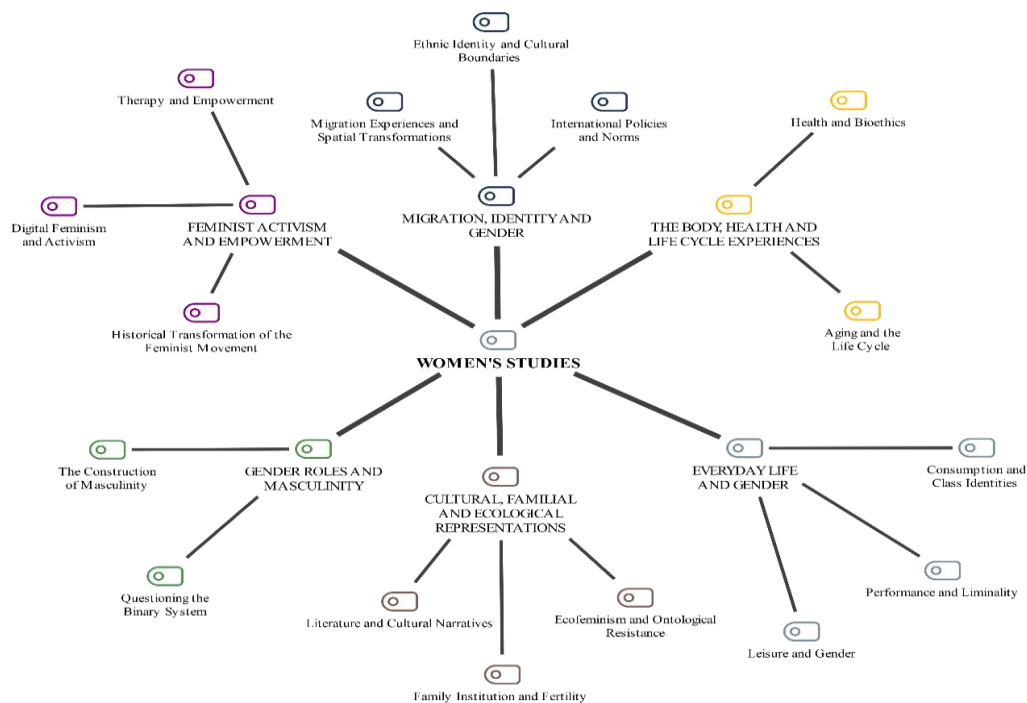 Ethnic Identity and Cultural
Boundaries
Therapy and Empowerment
Migration Experiences and
Spatial Transformations
International Policies
and Norms
Health and Bioethics
Digital Feminism
and Activism
FEMINIST ACTIVISM
AND EMPOWERMENT
MIGRATION, IDENTITY AND
GENDER
THE BODY, HEALTH AND
LIFE CYCLE EXPERIENCES
Historical Transformation of the
Feminist Movement
Aging and the
Life Cycle
WOMEN'S STUDIES
The Construction
of Masculinity
GENDER ROLES AND
MASCULINITY
CULTURAL, FAMILIAL
AND ECOLOGICAL
REPRESENTATIONS
EVERYDAY LIFE
AND GENDER
Consumption and
Class Identities
Questioning the
Binary System
Literature and Cultural Narratives
Ecofeminism and Ontological
Resistance
Performance and Liminality
Leisure and Gender
Family Institution and Fertility